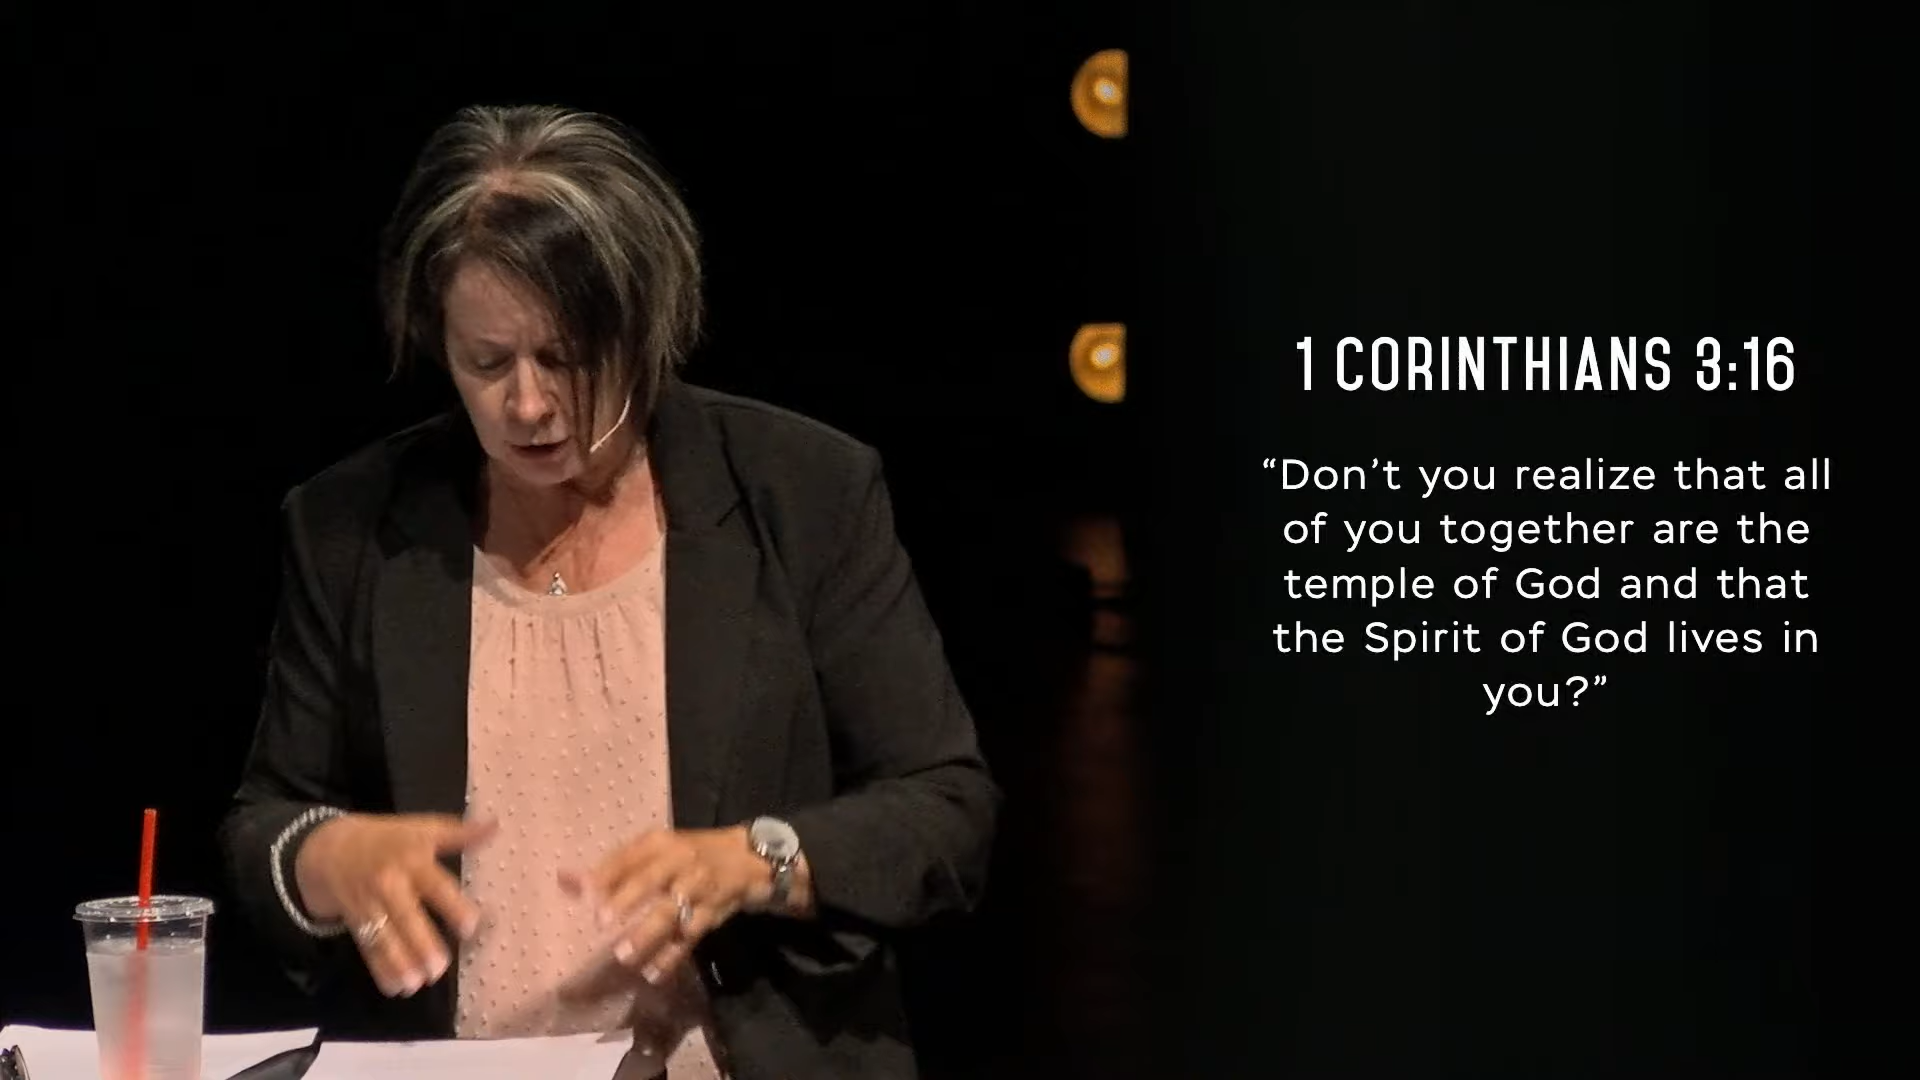 1 CORINTHIANS 3:16
“Don’t you realize that all
of you together are the
temple of God and that
the Spirit of God lives in
you?”